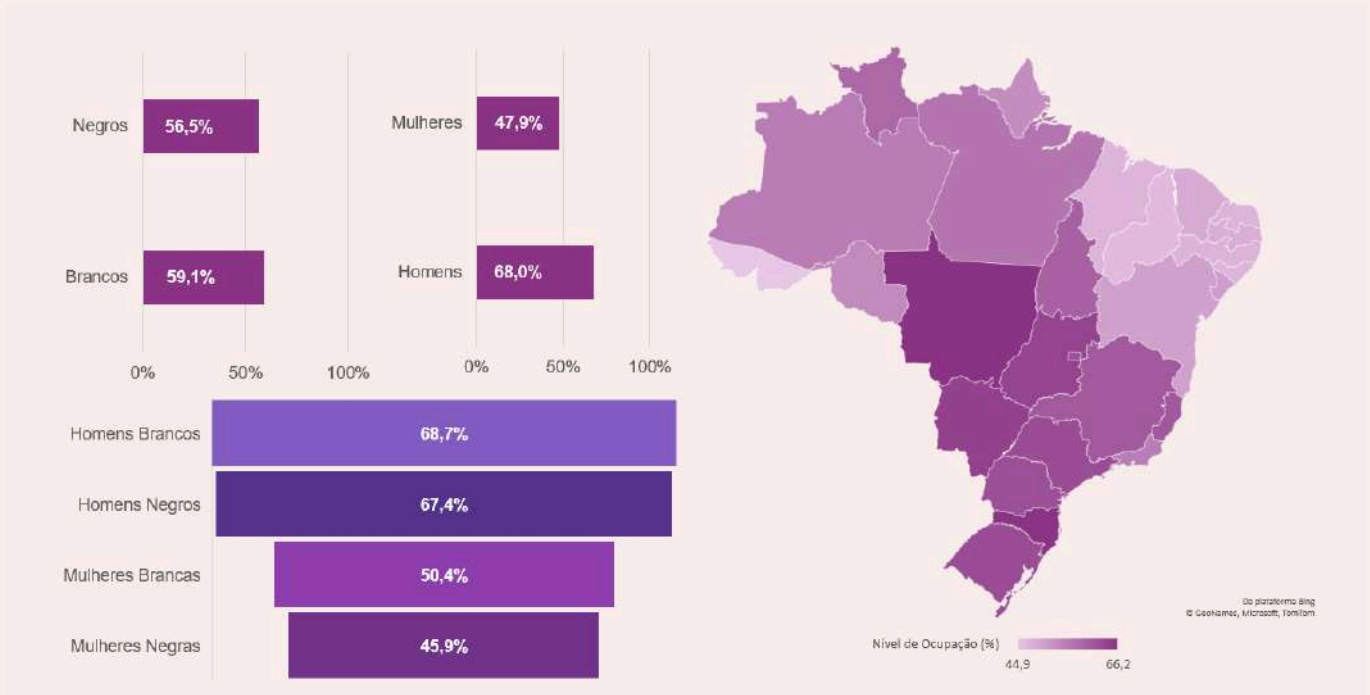 Negros
56,5%
Brancos
59,1%
0%
50%
100%
Mulheres
47,9%
Homens
68,0%
0%
50%
100%
Homens Brancos
68,7%
Homens Negros
67,4%
Mulheres Brancas
50,4%
Mulheres Negras
45,9%
Da plataforma Bing
© GeoNames, Microsoft, TomTom
Nível de Ocupação (%)
44,9
66,2